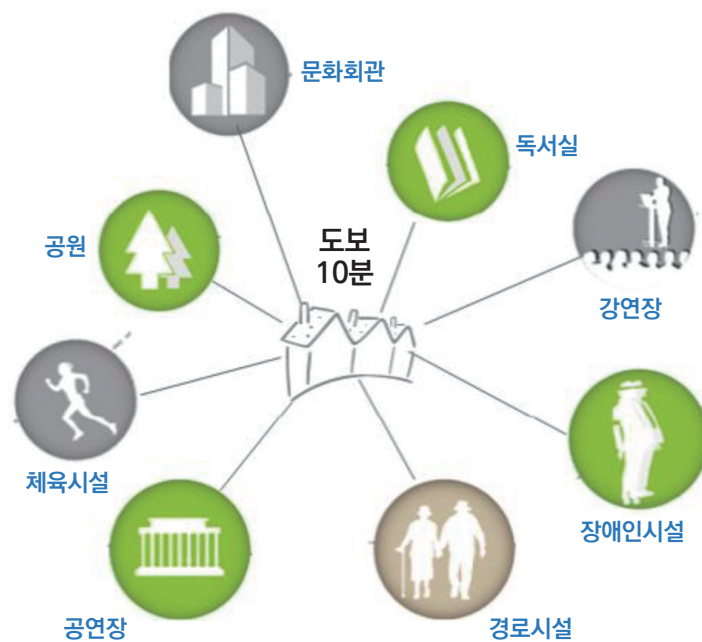 문화회관
독서실
공원
도보
10분
강연장
체육시설
장애인시설
공연장
경로시설